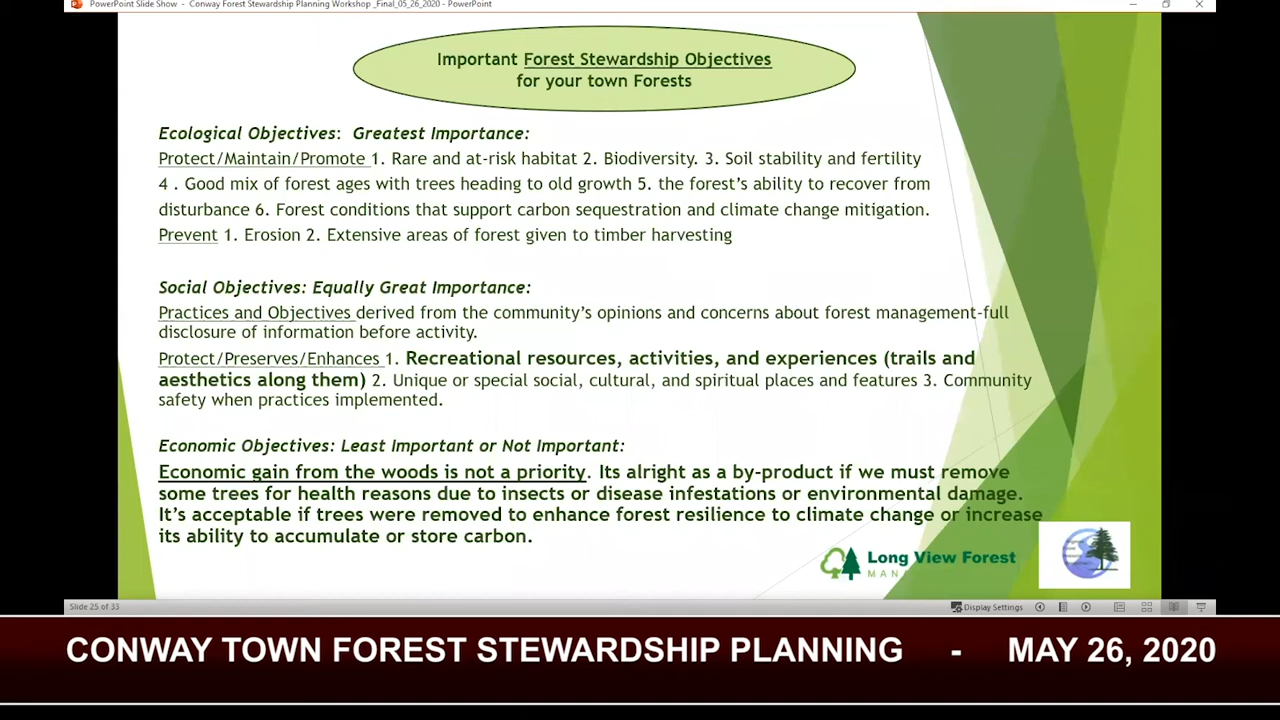 PowerPoint Slide Show - Conway Forest Stewardship Planning Workshop _Final_05_26_2020 - PowerPoint
Important Forest Stewardship Objectives
for your town Forests
Ecological Objectives: Greatest Importance:
Protect/Maintain/Promote 1. Rare and at-risk habitat 2. Biodiversity. 3. Soil stability and fertility
4 . Good mix of forest ages with trees heading to old growth 5. the forest's ability to recover from
disturbance 6. Forest conditions that support carbon sequestration and climate change mitigation.
Prevent 1. Erosion 2. Extensive areas of forest given to timber harvesting
Social Objectives: Equally Great Importance:
Practices and Objectives derived from the community's opinions and concerns about forest management-full
disclosure of information before activity.
Protect/Preserves/Enhances 1. Recreational resources, activities, and experiences (trails and
aesthetics along them) 2. Unique or special social, cultural, and spiritual places and features 3. Community
safety when practices implemented.
Economic Objectives: Least Important or Not Important:
Economic gain from the woods is not a priority. Its alright as a by-product if we must remove
some trees for health reasons due to insects or disease infestations or environmental damage.
It's acceptable if trees were removed to enhance forest resilience to climate change or increase
its ability to accumulate or store carbon.
Long View Forest
Slide 25 of 33
Display Settings
CONWAY TOWN FOREST STEWARDSHIP PLANNING - MAY 26, 2020